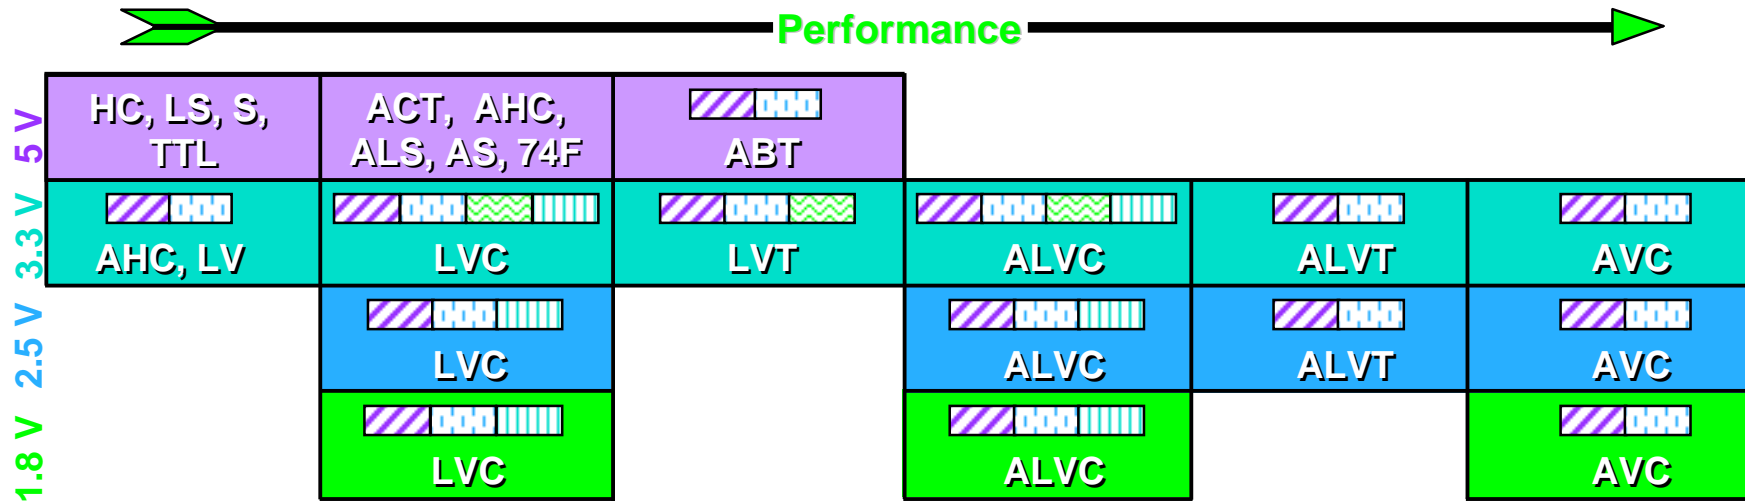 Performance
5 V
HC, LS, S,
TTL
ACT, AHC,
ALS, AS, 74F
ABT
3.3 V
AHC, LV
LVC
LVT
ALVC
ALVT
AVC
2.5 V
LVC
ALVC
ALVT
AVC
1.8 V
LVC
ALVC
AVC